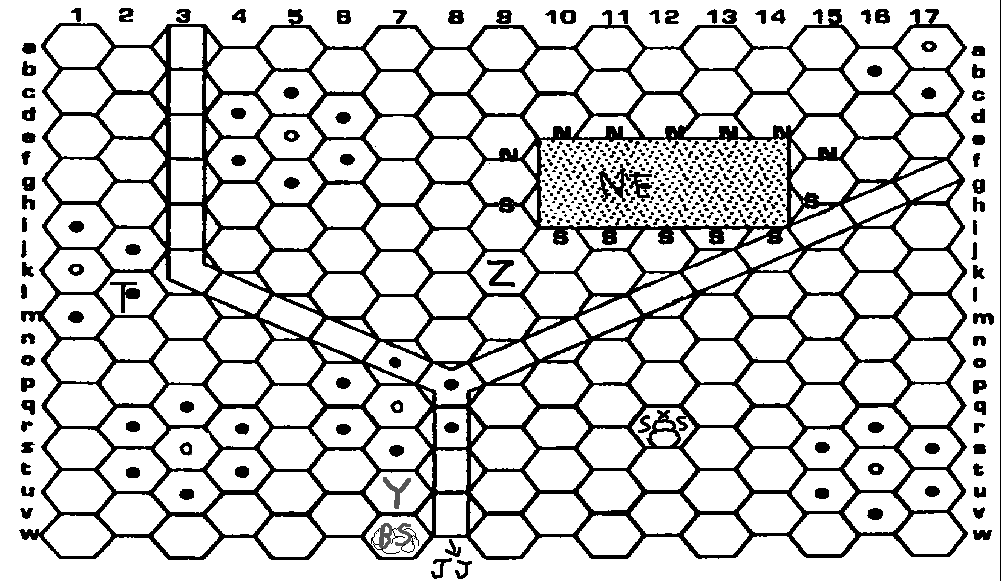 1 2 3 4 5 6 7 8 9 10 11 12 13 14 15 16 17
a a
b b
c c
d d
e N N N N N e
f N N f
g NE g
h S S h
i S S S S S i
j j
k Z k
l T l
m m
n n
o o
p p
q q
r S X S r
s s
t t
u Y u
v v
w BS w
JJ